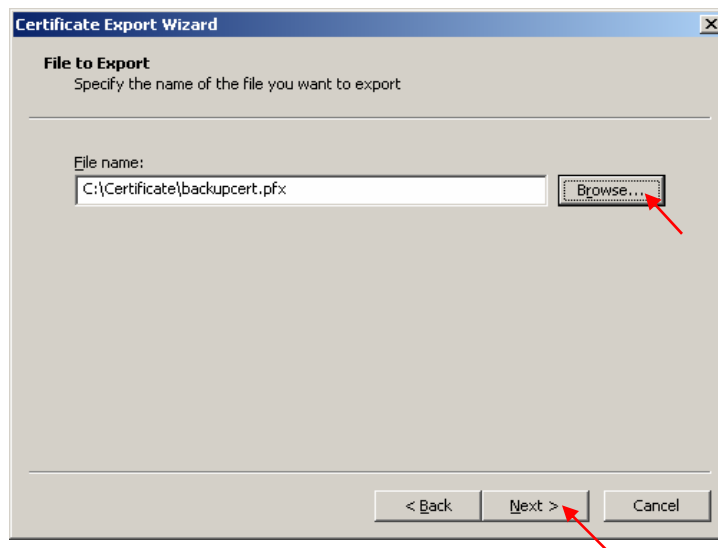 Certificate Export Wizard
File to Export
Specify the name of the file you want to export
File name:
C:\Certificate\backupcert.pfx
Browse...
< Back
Next >
Cancel